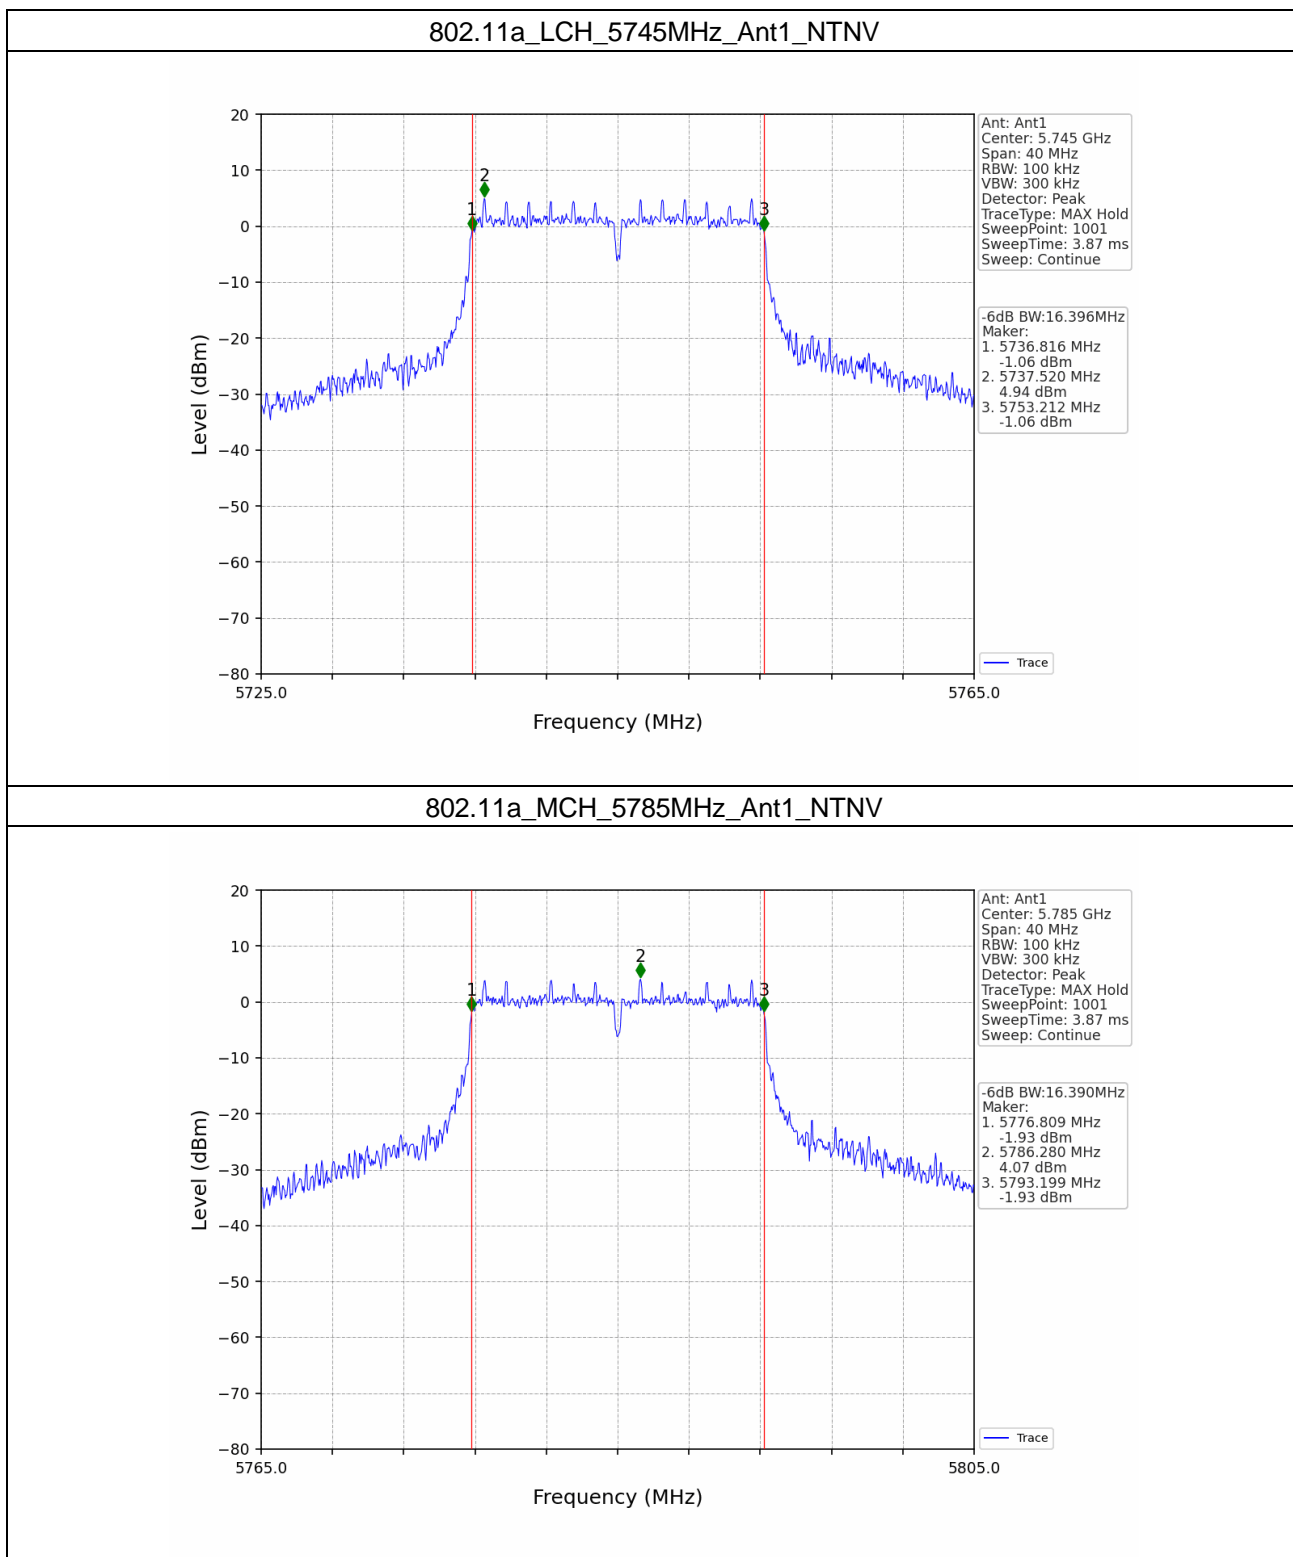 802.11a_LCH_5745MHz_Ant1_NTNV
20
10
0
−10
−20
−30
−40
−50
−60
−70
−80
Level (dBm)
1
2
3
5725.0
5765.0
Frequency (MHz)
Ant: Ant1
Center: 5.745 GHz
Span: 40 MHz
RBW: 100 kHz
VBW: 300 kHz
Detector: Peak
TraceType: MAX Hold
SweepPoint: 1001
SweepTime: 3.87 ms
Sweep: Continue
-6dB BW:16.396MHz
Maker:
1. 5736.816 MHz
-1.06 dBm
2. 5737.520 MHz
4.94 dBm
3. 5753.212 MHz
-1.06 dBm
Trace
802.11a_MCH_5785MHz_Ant1_NTNV
20
10
0
−10
−20
−30
−40
−50
−60
−70
−80
Level (dBm)
1
2
3
5765.0
5805.0
Frequency (MHz)
Ant: Ant1
Center: 5.785 GHz
Span: 40 MHz
RBW: 100 kHz
VBW: 300 kHz
Detector: Peak
TraceType: MAX Hold
SweepPoint: 1001
SweepTime: 3.87 ms
Sweep: Continue
-6dB BW:16.390MHz
Maker:
1. 5776.809 MHz
-1.93 dBm
2. 5786.280 MHz
4.07 dBm
3. 5793.199 MHz
-1.93 dBm
Trace